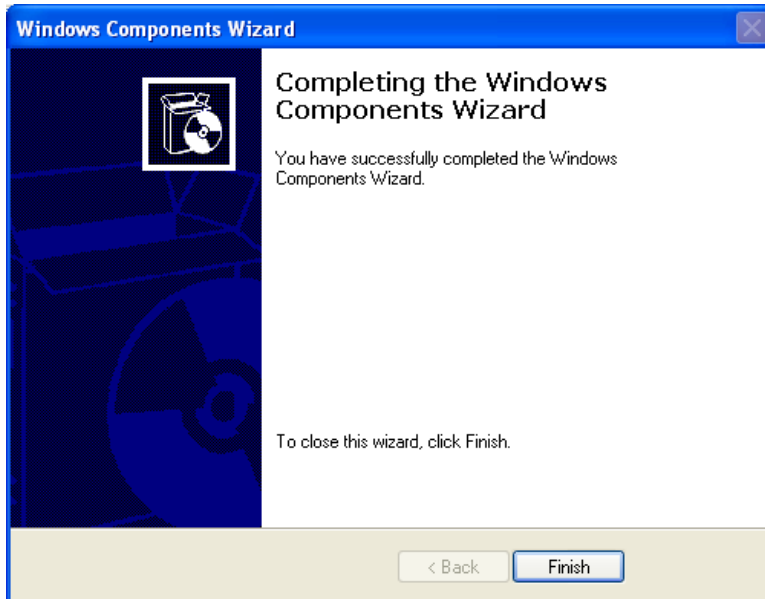 Windows Components Wizard
Completing the Windows
Components Wizard
You have successfully completed the Windows
Components Wizard.
To close this wizard, click Finish.
< Back
Finish